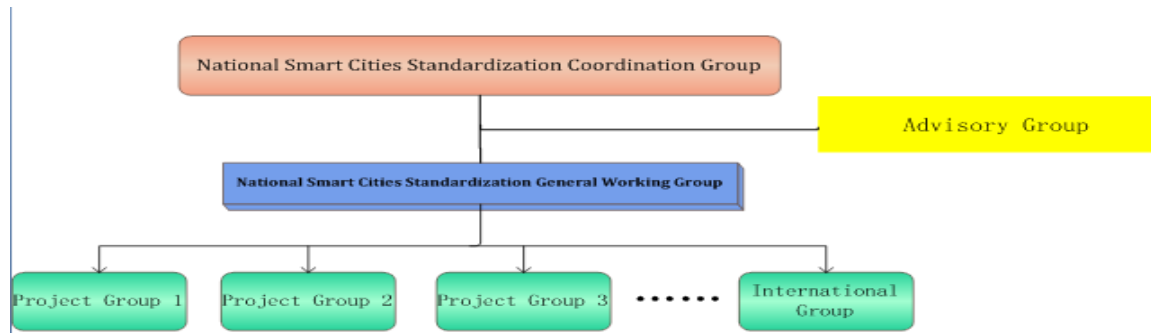 National Smart Cities Standardization Coordination Group
Advisory Group
National Smart Cities Standardization General Working Group
Project Group 1
Project Group 2
Project Group 3
······
International
Group